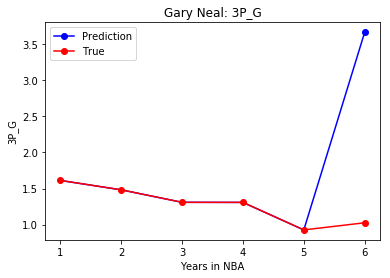 Gary Neal: 3P_G
Prediction
True
3P_G
3.5
3.0
2.5
2.0
1.5
1.0
1 2 3 4 5 6
Years in NBA